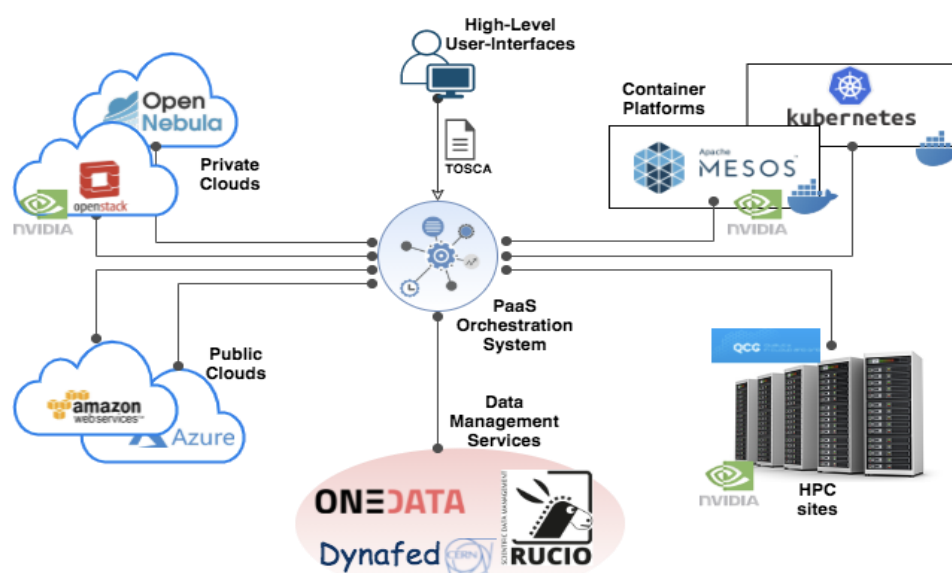 High-Level
User-Interfaces
TOSCA
Open
Nebula
openstack
NVIDIA
Private
Clouds
Container
Platforms
kubernetes
Apache
MESOS
NVIDIA
PaaS
Orchestration
System
Public
Clouds
amazon
webservices™
Azure
QCG
NVIDIA
HPC
sites
Data
Management
Services
ONEDATA
Dynafed
CERN
SCIENTIFIC DATA MANAGEMENT
RUCIO